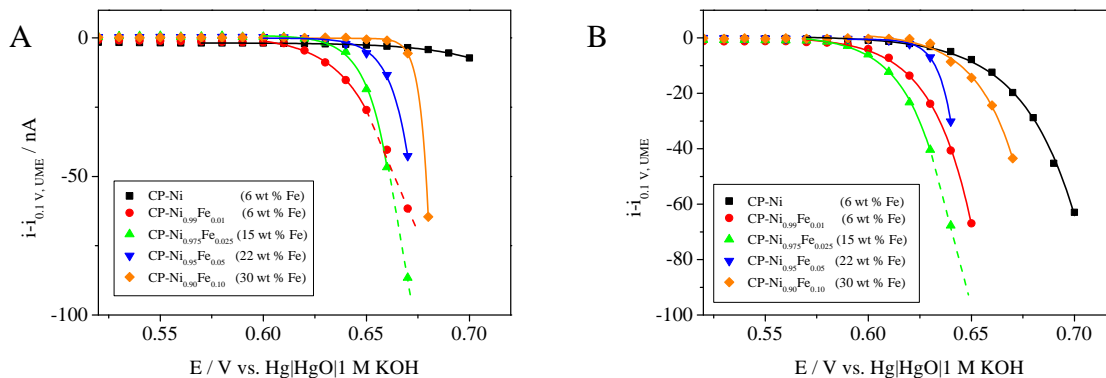 A
0
-50
-100
i-i0.1 V, UME / nA
CP-Ni (6 wt % Fe)
CP-Ni0.99Fe0.01 (6 wt % Fe)
CP-Ni0.975Fe0.025 (15 wt % Fe)
CP-Ni0.95Fe0.05 (22 wt % Fe)
CP-Ni0.90Fe0.10 (30 wt % Fe)
0.55 0.60 0.65 0.70
E / V vs. Hg|HgO|1 M KOH
B
0
-20
-40
-60
-80
-100
i-i0.1 V, UME
CP-Ni (6 wt % Fe)
CP-Ni0.99Fe0.01 (6 wt % Fe)
CP-Ni0.975Fe0.025 (15 wt % Fe)
CP-Ni0.95Fe0.05 (22 wt % Fe)
CP-Ni0.90Fe0.10 (30 wt % Fe)
0.55 0.60 0.65 0.70
E / V vs. Hg|HgO|1 M KOH